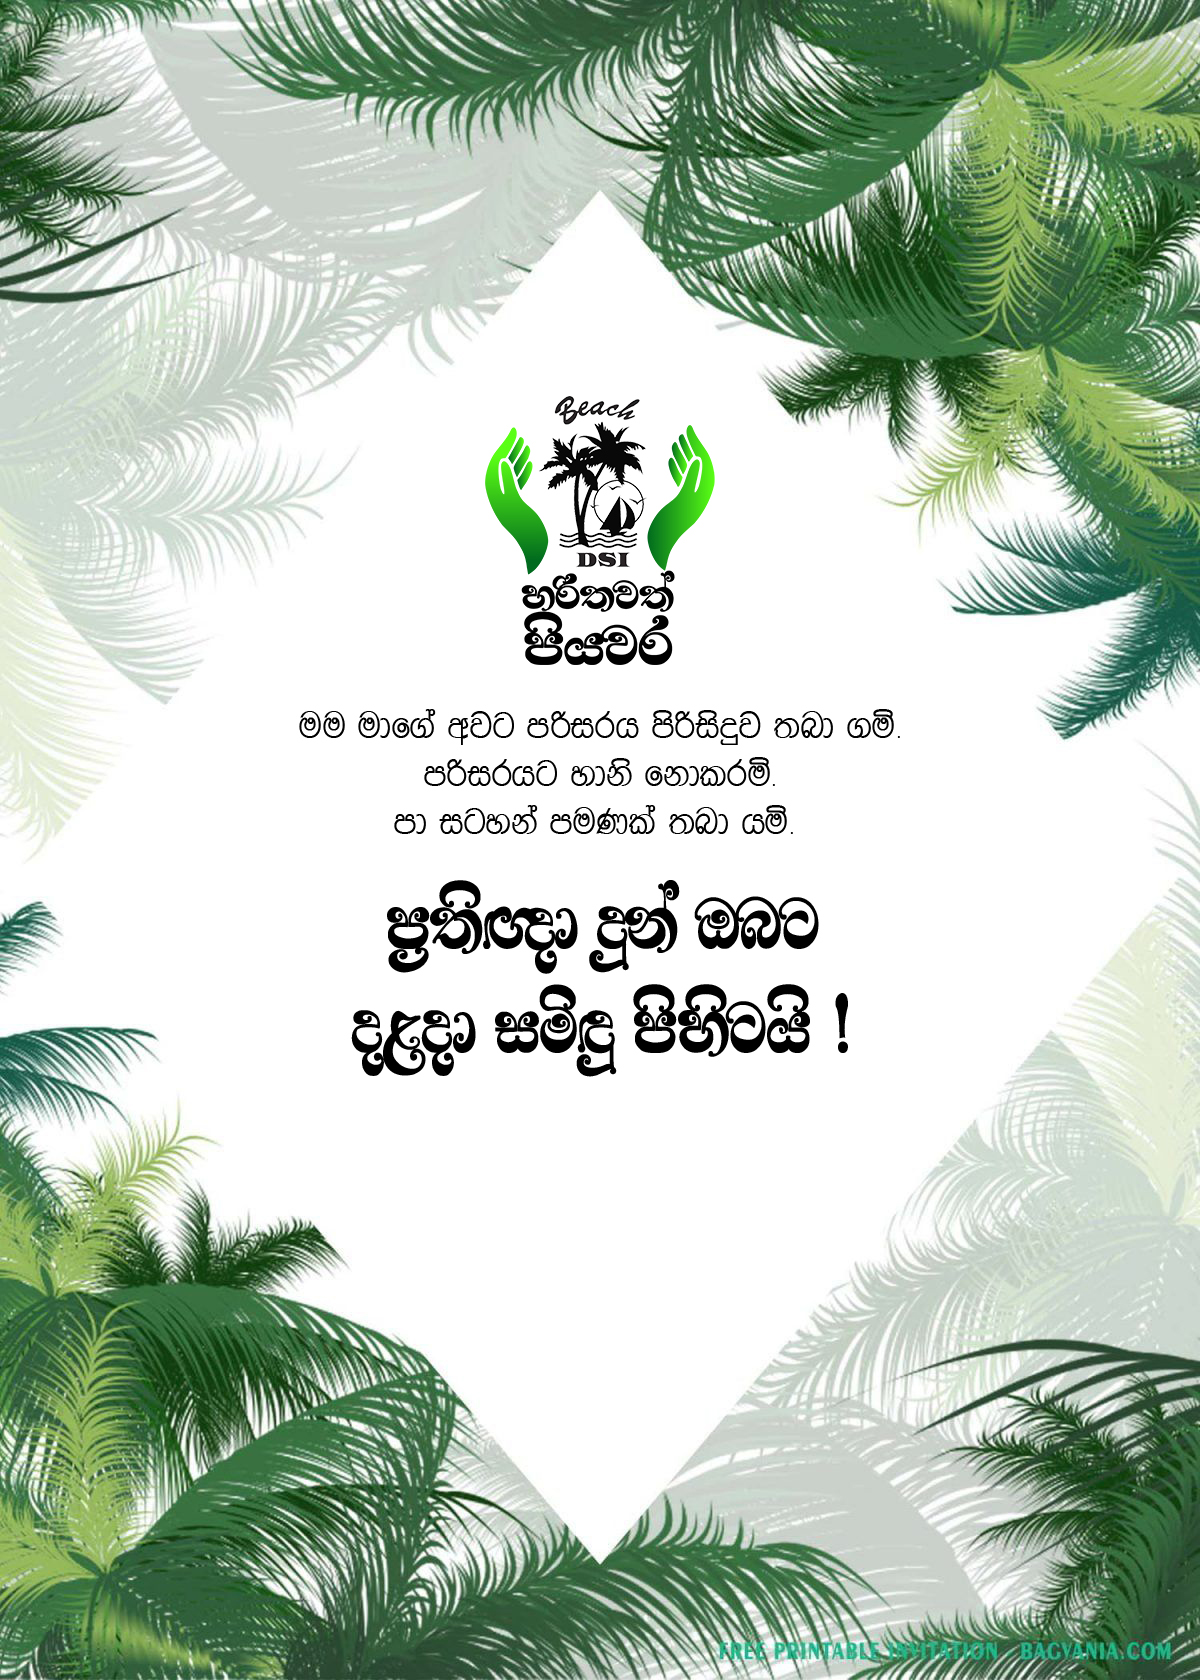 Beach
DSI
හරිතවත්
පියවර
මම මාගේ අවට පරිසරය පිරිසිදුව තබා ගමි.
පරිසරයට හානි නොකරමි.
පා සටහන් පමණක් තබා යමි.
ප්‍රතිඥා දුන් ඔබට
දළදා සමිඳු පිහිටයි !
FREE PRINTABLE INVITATION - BAGVANIA.COM